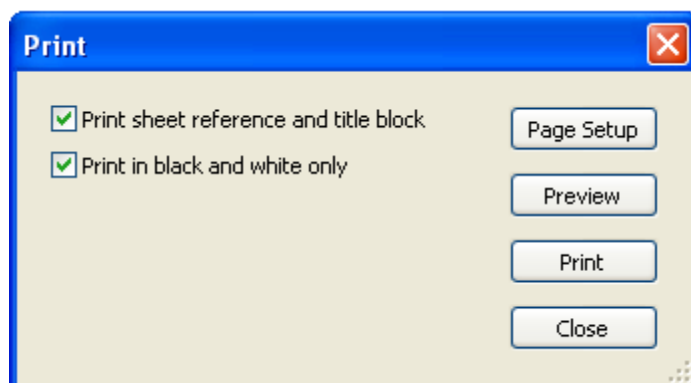 Print
Print sheet reference and title block
Print in black and white only
Page Setup
Preview
Print
Close